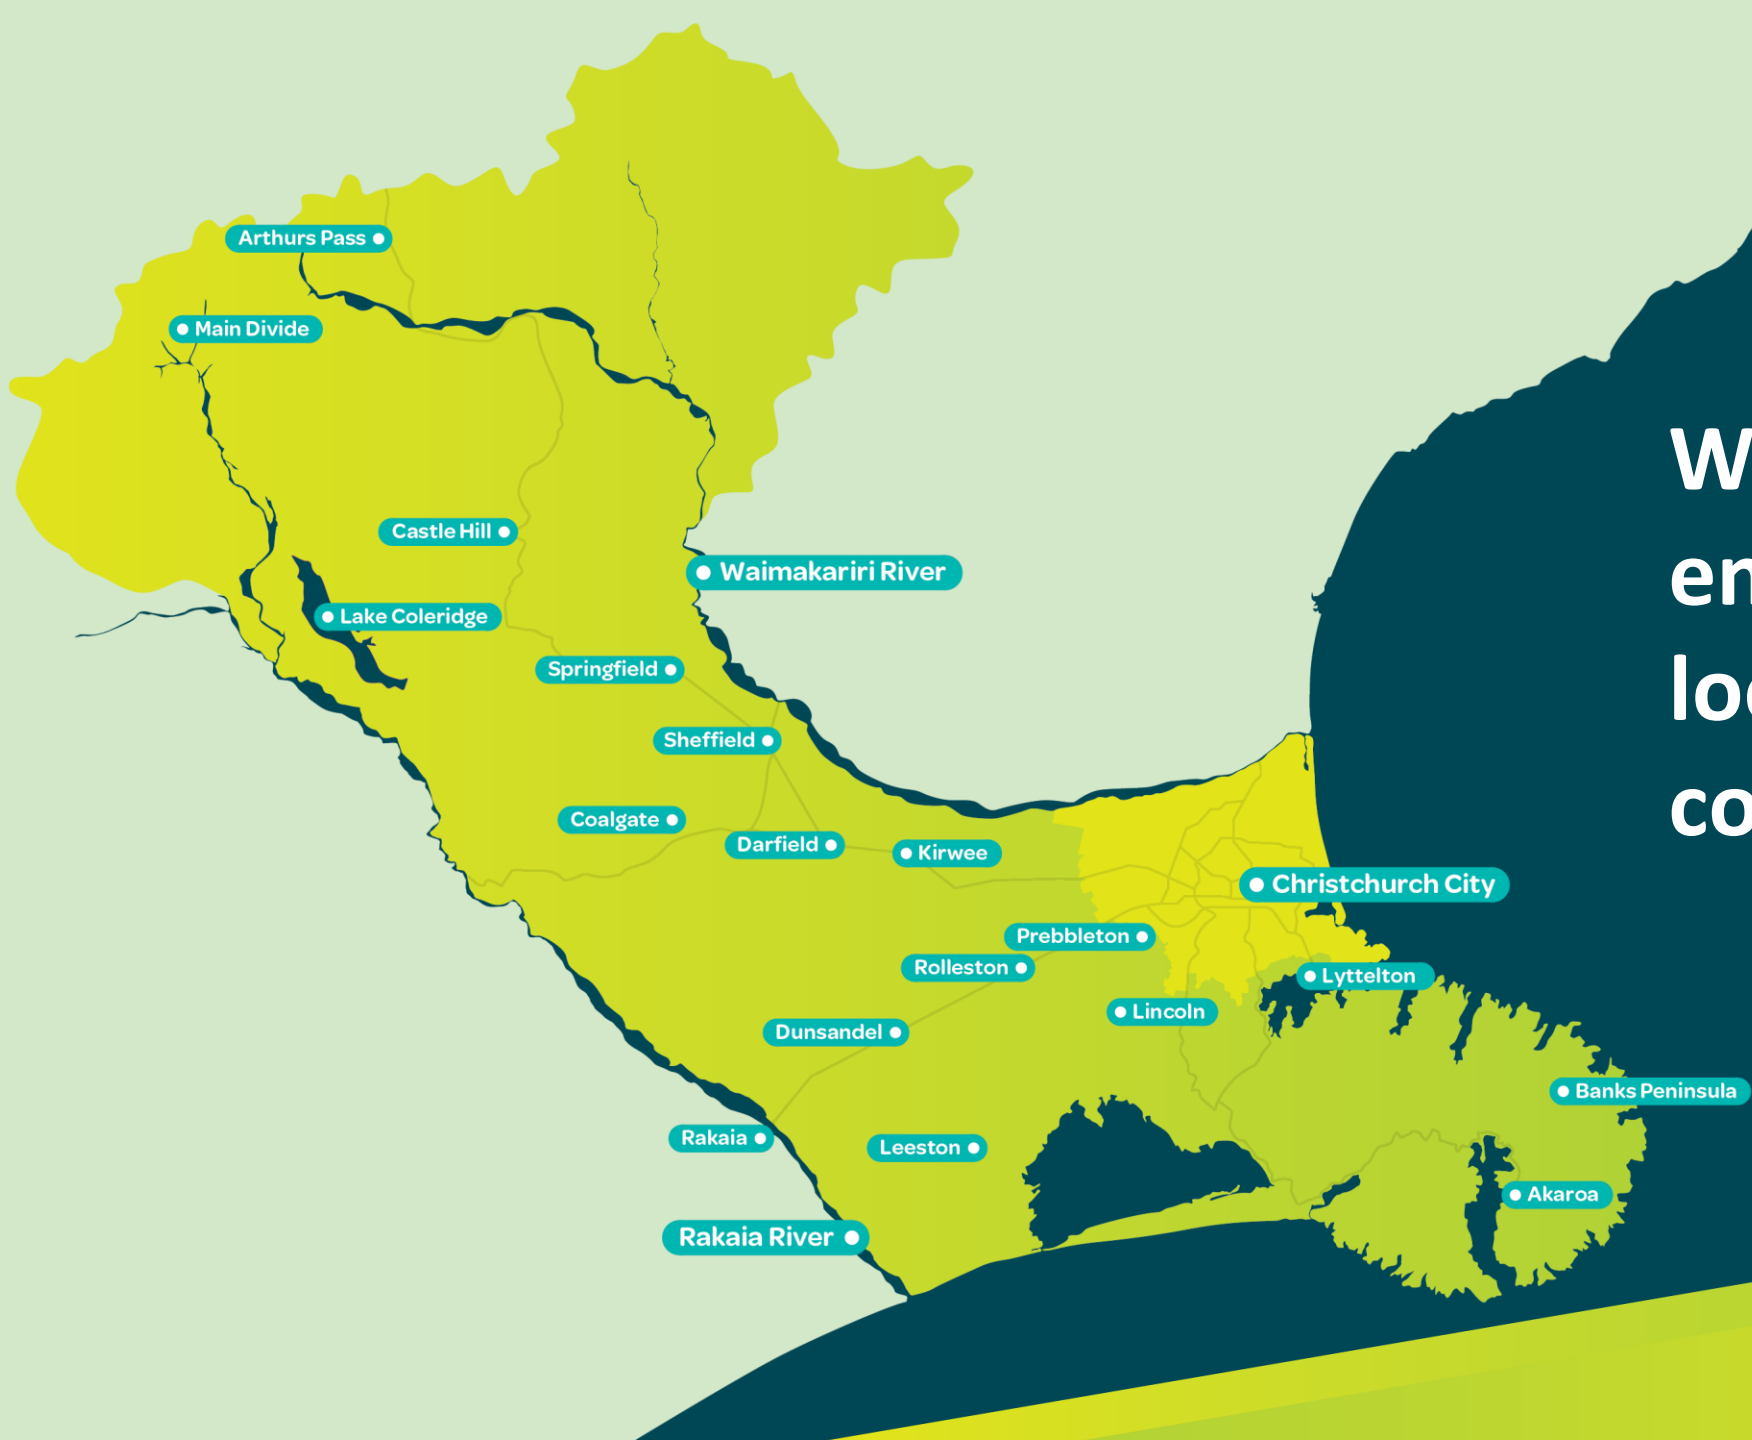 Arthurs Pass
Main Divide
Castle Hill
Waimakariri River
Lake Coleridge
Springfield
Sheffield
Coalgate
Darfield
Kirwee
Christchurch City
Prebbleton
Rolleston
Lyttelton
Lincoln
Dunsandel
Banks Peninsula
Rakaia
Leeston
Akaroa
Rakaia River